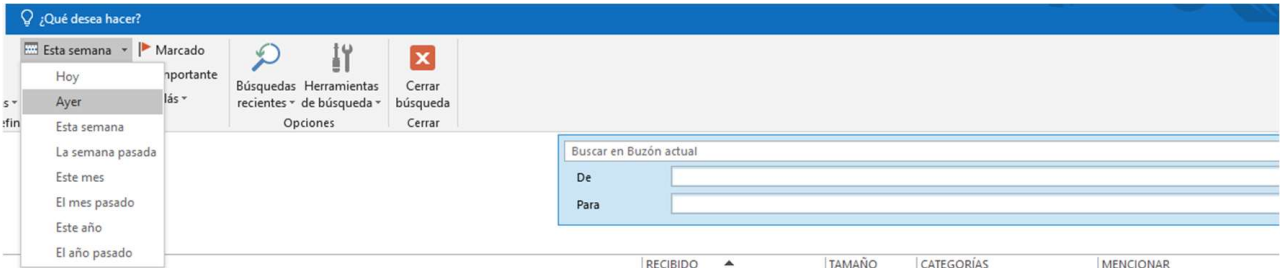 ¿Qué desea hacer?
Esta semana
Marcado
Hoy
Ayer
Esta semana
La semana pasada
Este mes
El mes pasado
Este año
El año pasado
Búsquedas recientes
Herramientas de búsqueda
Opciones
Cerrar búsqueda
Cerrar
Buscar en Buzón actual
De
Para
RECIBIDO TAMAÑO CATEGORÍAS MENCIONAR